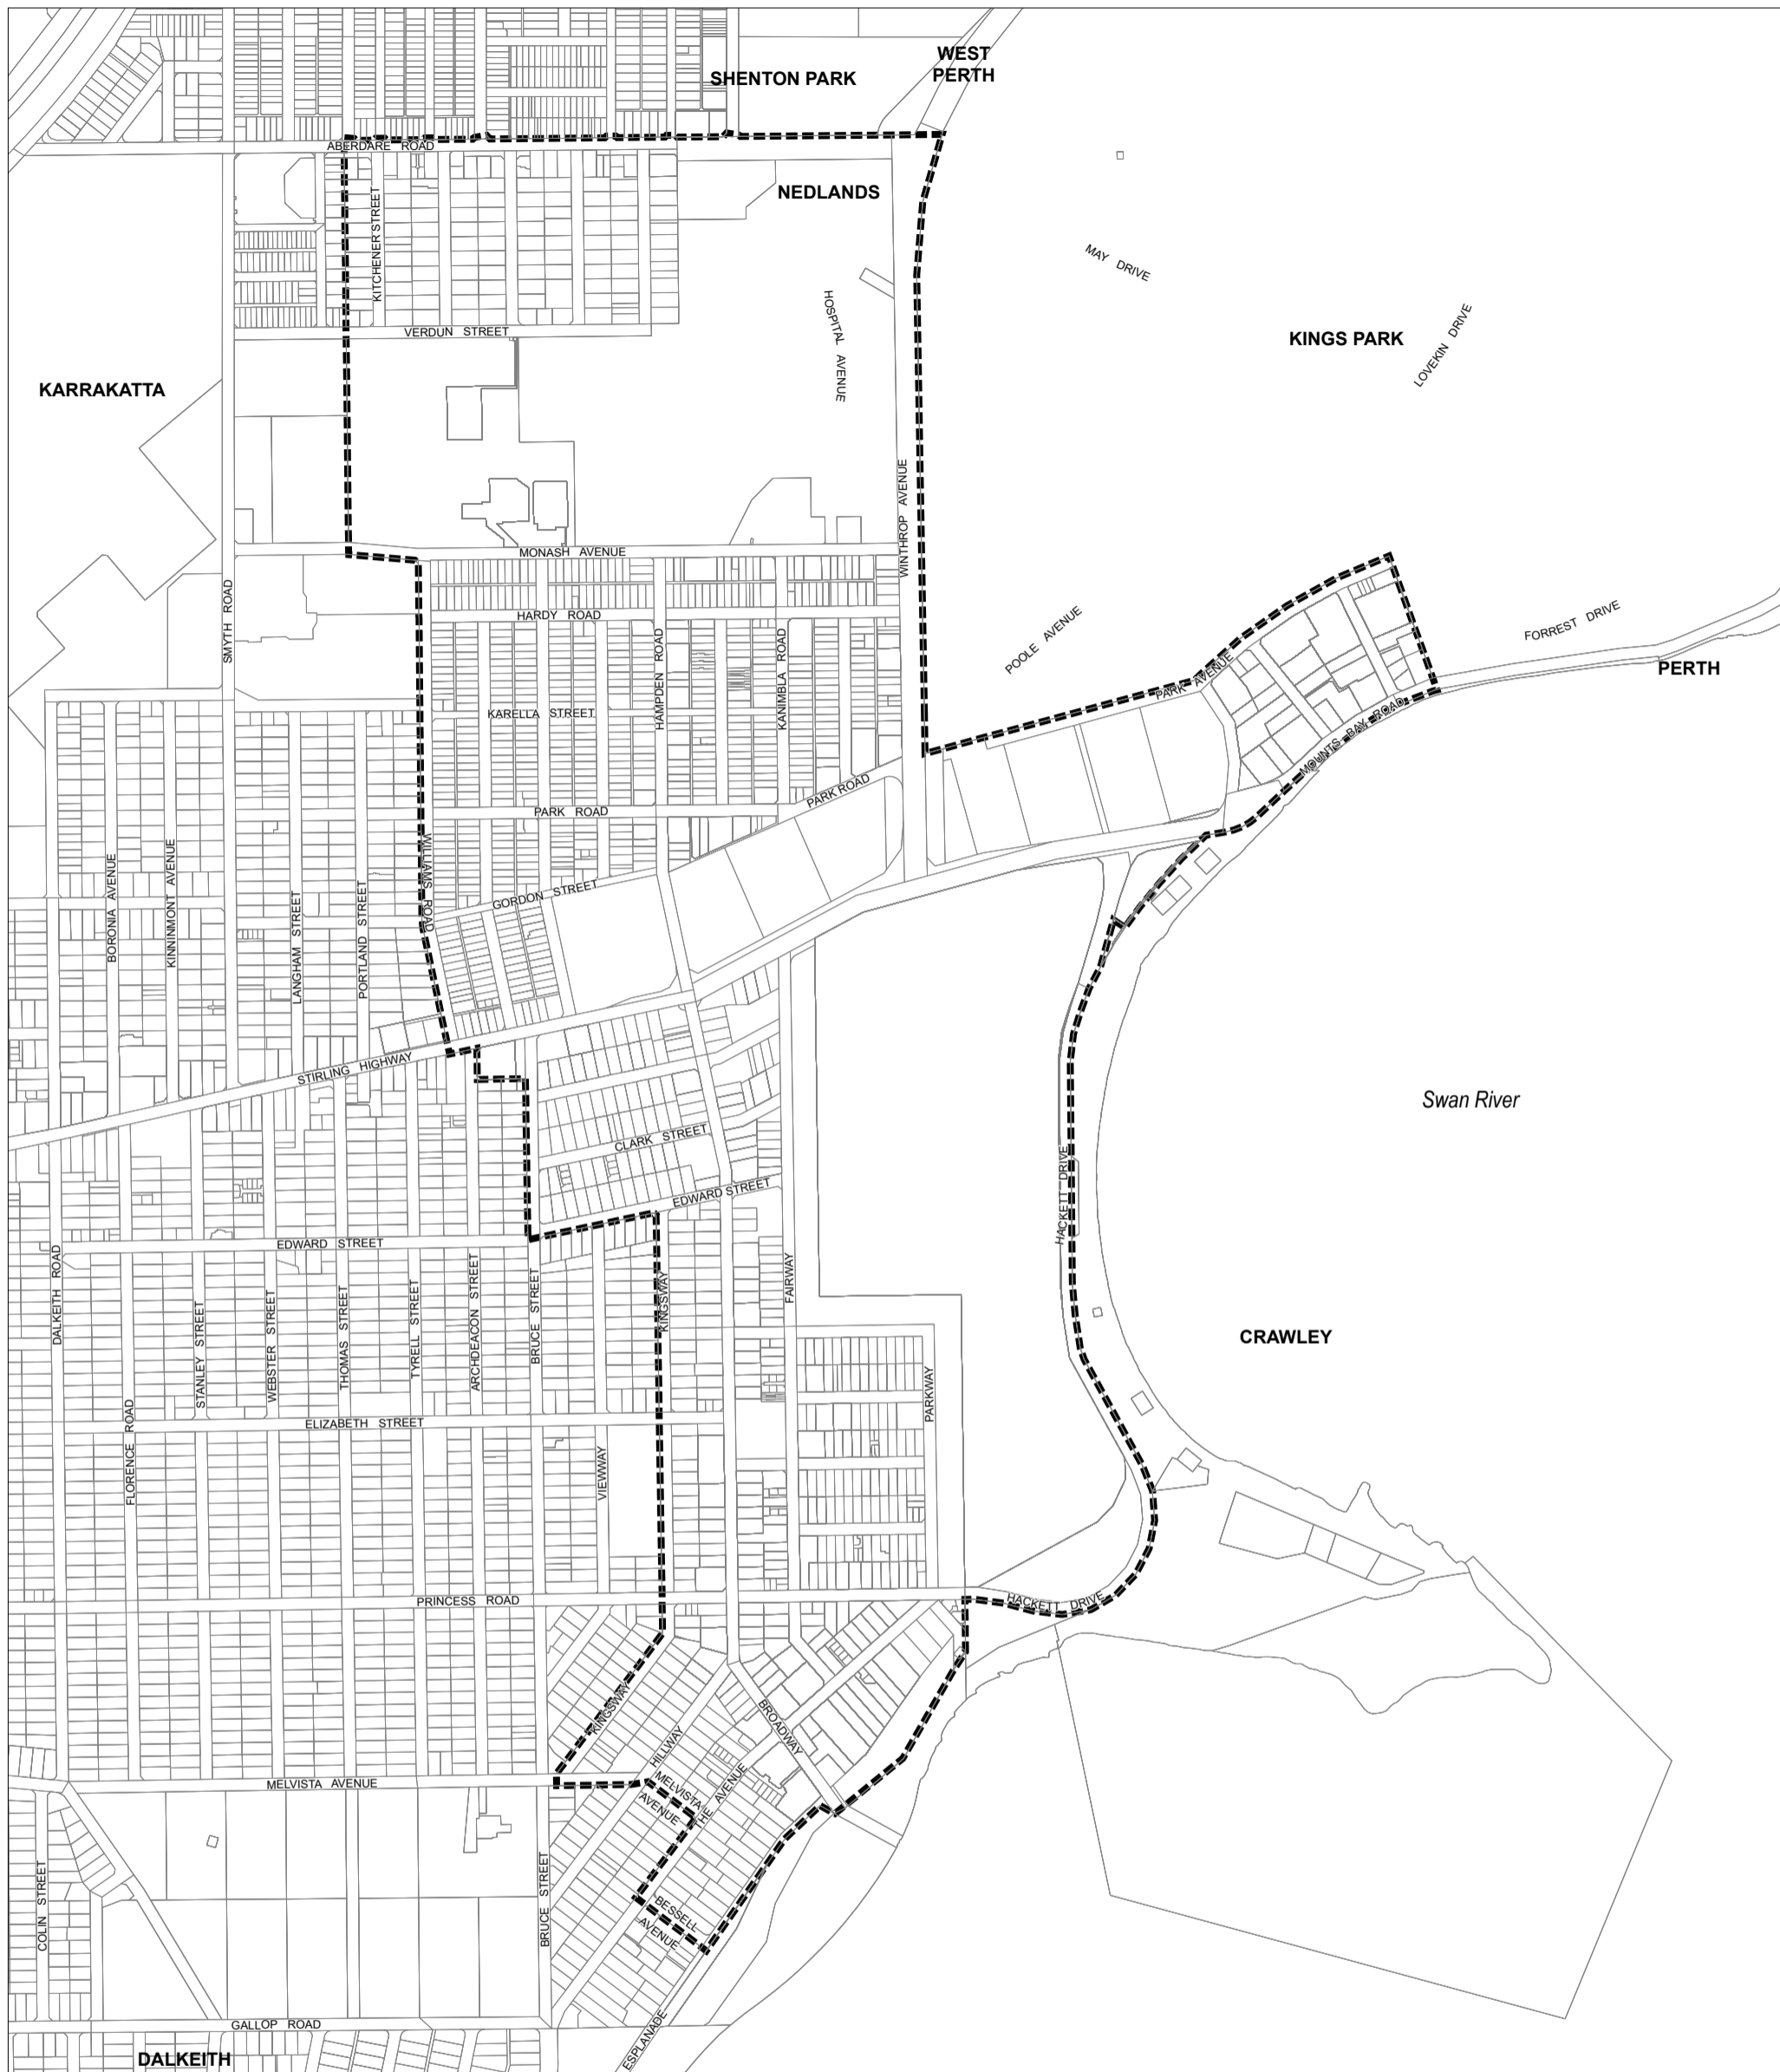 WEST
PERTH
SHENTON PARK
ABERDARE ROAD
NEDLANDS
KITCHENER STREET
MAY DRIVE
HOSPITAL AVENUE
VERDUN STREET
KINGS PARK
LOVEKIN DRIVE
KARRAKATTA
WINTHROP AVENUE
MONASH AVENUE
SMYTH ROAD
HARDY ROAD
POOLE AVENUE
FORREST DRIVE
HAMPDEN ROAD
KANIMBLA ROAD
PERTH
PARK AVENUE
KARELLA STREET
MOUNTS BAY ROAD
PARK ROAD
PARK ROAD
WILLIAMS ROAD
GORDON STREET
BORONIA AVENUE
KINNINMONT AVENUE
LANGHAM STREET
PORTLAND STREET
STIRLING HIGHWAY
Swan River
CLARK STREET
HACKETT DRIVE
EDWARD STREET
EDWARD STREET
DALKEITH ROAD
STANLEY STREET
WEBSTER STREET
THOMAS STREET
TYRELL STREET
ARCHDEACON STREET
BRUCE STREET
KINGSWAY
FAIRWAY
CRAWLEY
PARKWAY
FLORENCE ROAD
ELIZABETH STREET
VIEWWAY
PRINCESS ROAD
HACKETT DRIVE
KINGSWAY
HILLWAY
BROADWAY
MELVISTA AVENUE
MELVISTA
AVENUE
THE AVENUE
COLIN STREET
BRUCE STREET
BESSELL
AVENUE
GALLOP ROAD
ESPLANADE
DALKEITH